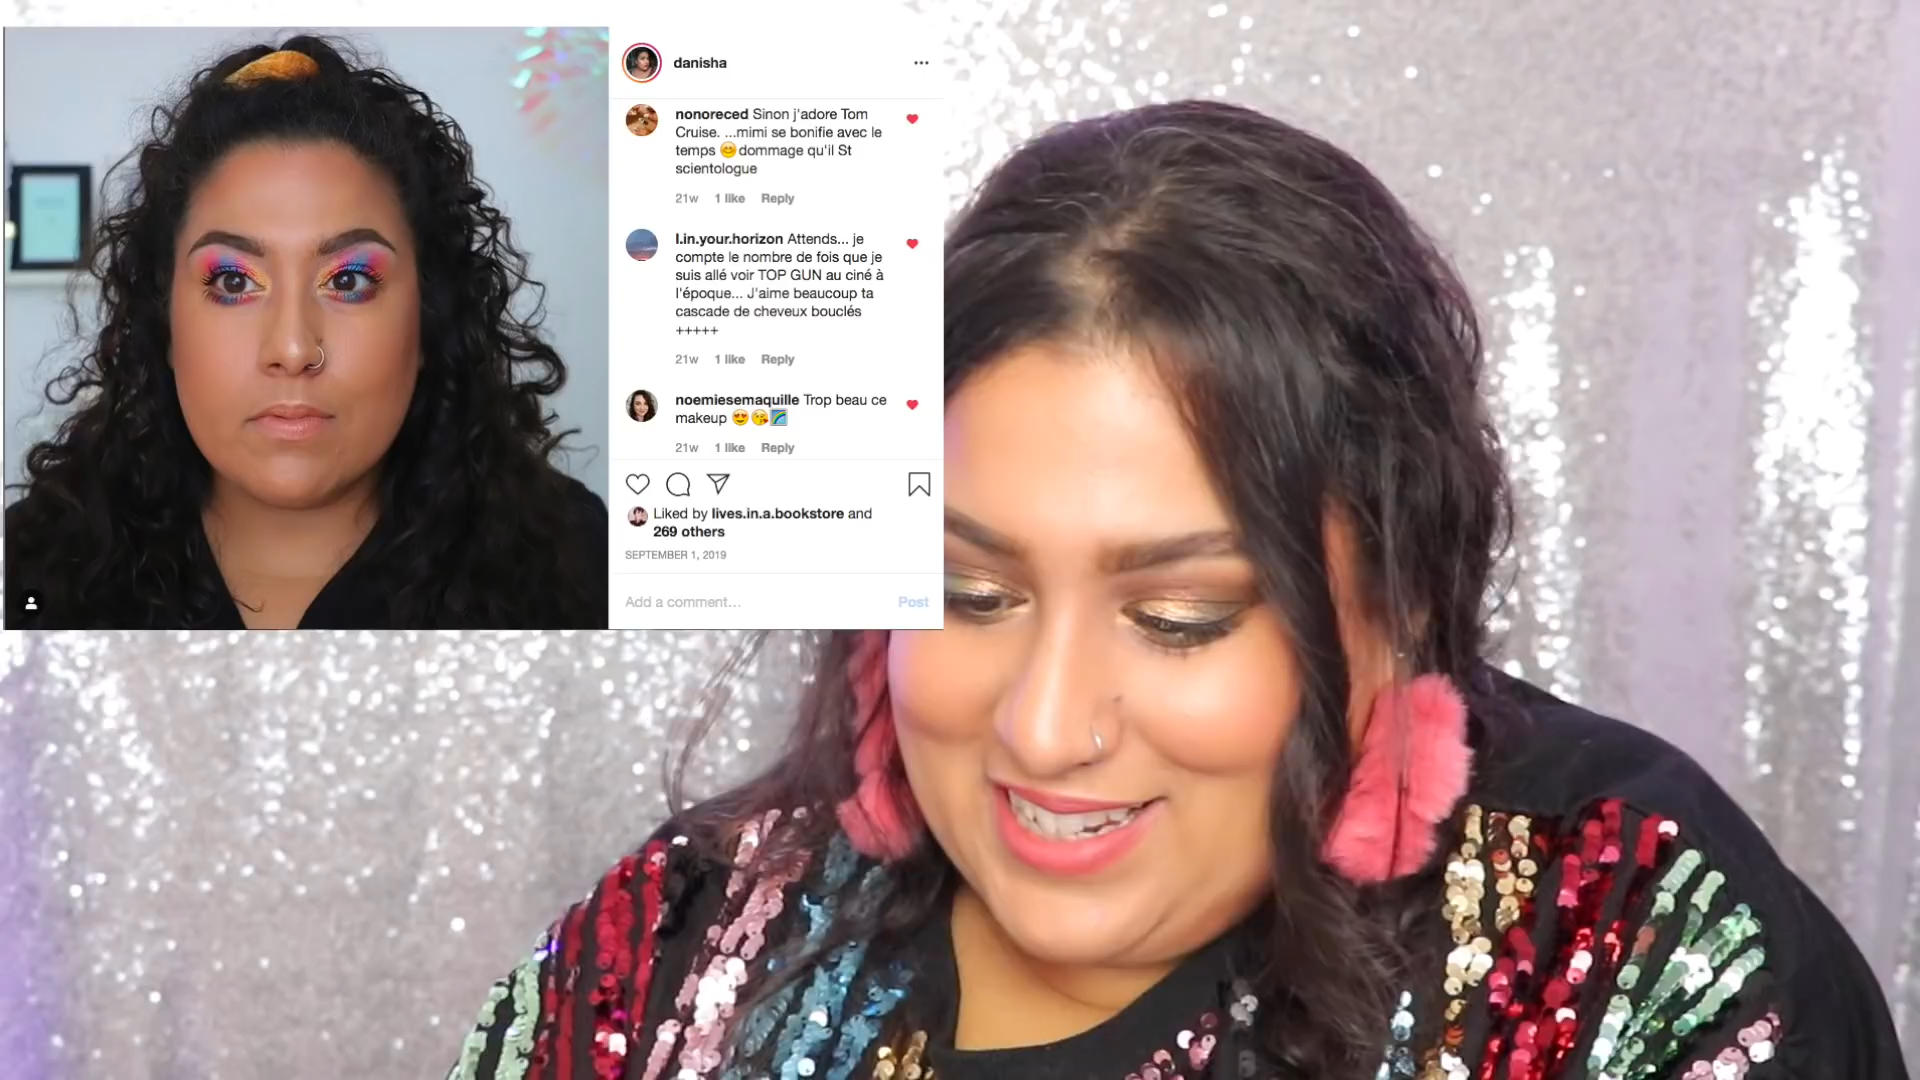 danisha
nonoreced Sinon j'adore Tom
Cruise. ...mimi se bonifie avec le
temps 😊 dommage qu'il St
scientologue
21w 1 like Reply
l.in.your.horizon Attends... je
compte le nombre de fois que je
suis allé voir TOP GUN au ciné à
l'époque... J'aime beaucoup ta
cascade de cheveux bouclés
+++++
21w 1 like Reply
noemiesemaquille Trop beau ce
makeup 😍😘🌈
21w 1 like Reply
Liked by lives.in.a.bookstore and
269 others
SEPTEMBER 1, 2019
Add a comment... Post